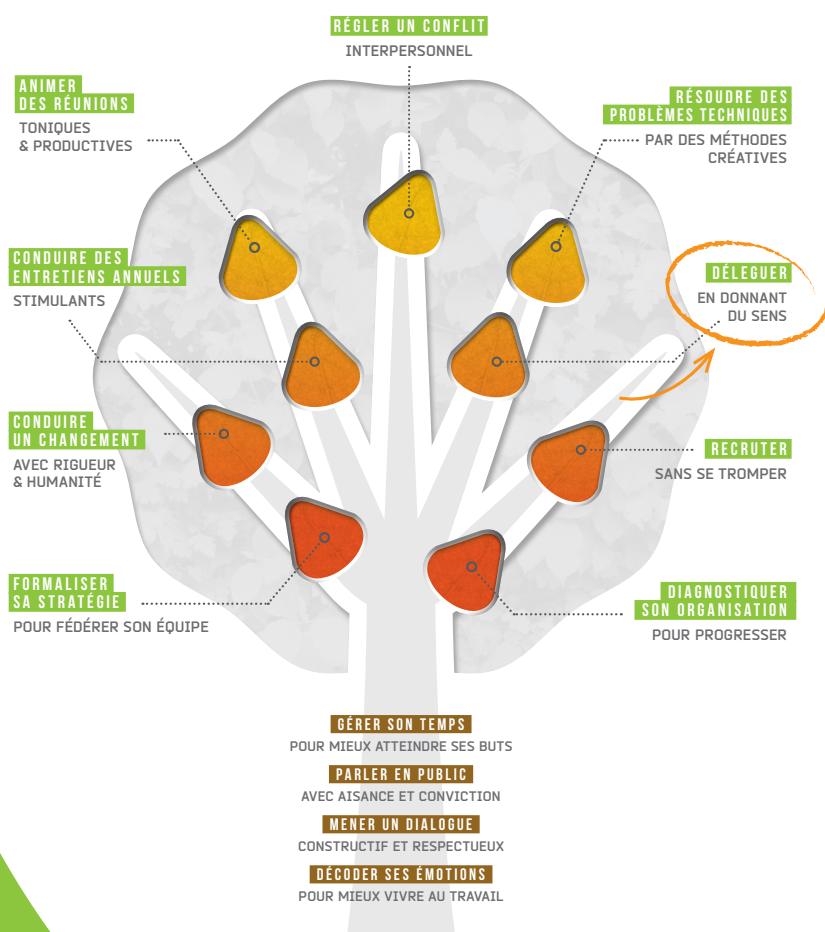 RÉGLER UN CONFLIT
INTERPERSONNEL
ANIMER
DES RÉUNIONS
TONIQUES
& PRODUCTIVES
RÉSOUDRE DES
PROBLÈMES TECHNIQUES
PAR DES MÉTHODES
CRÉATIVES
CONDUIRE DES
ENTRETIENS ANNUELS
STIMULANTS
DÉLEGUER
EN DONNANT
DU SENS
CONDUIRE
UN CHANGEMENT
AVEC RIGUEUR
& HUMANITÉ
RECRUTER
SANS SE TROMPER
FORMALISER
SA STRATÉGIE
POUR FÉDÉRER SON ÉQUIPE
DIAGNOSTIQUER
SON ORGANISATION
POUR PROGRESSER
GÉRER SON TEMPS
POUR MIEUX ATTEINDRE SES BUTS
PARLER EN PUBLIC
AVEC AISANCE ET CONVICTION
MENER UN DIALOGUE
CONSTRUCTIF ET RESPECTUEUX
DÉCODER SES ÉMOTIONS
POUR MIEUX VIVRE AU TRAVAIL